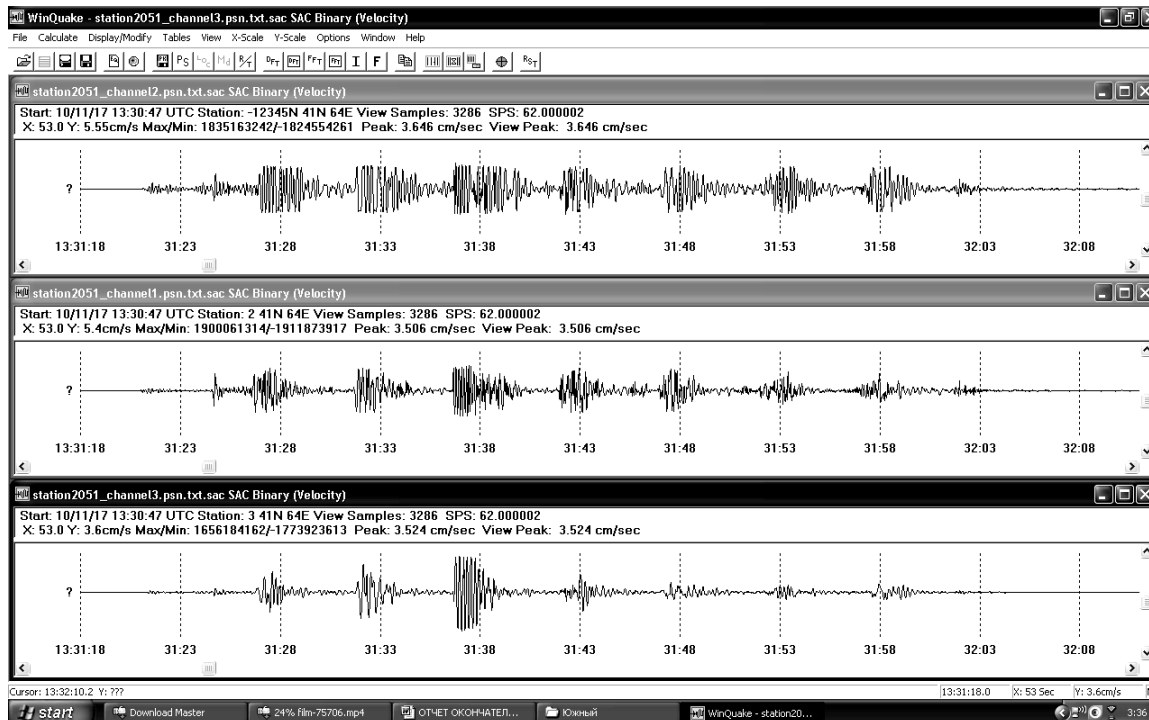 WinQuake - station2051_channel3.psn.txt.sac SAC Binary (Velocity)
File Calculate Display/Modify Tables View X-Scale Y-Scale Options Window Help
station2051_channel2.psn.txt.sac SAC Binary (Velocity)
Start: 10/11/17 13:30:47 UTC Station: -12345N 41N 64E View Samples: 3286 SPS: 62.000002
X: 53.0 Y: 5.55cm/s Max/Min: 1835163242/-1824554261 Peak: 3.646 cm/sec View Peak: 3.646 cm/sec
?
13:31:18 31:23 31:28 31:33 31:38 31:43 31:48 31:53 31:58 32:03 32:08
station2051_channel1.psn.txt.sac SAC Binary (Velocity)
Start: 10/11/17 13:30:47 UTC Station: 2 41N 64E View Samples: 3286 SPS: 62.000002
X: 53.0 Y: 5.4cm/s Max/Min: 1900061314/-1911873917 Peak: 3.506 cm/sec View Peak: 3.506 cm/sec
?
13:31:18 31:23 31:28 31:33 31:38 31:43 31:48 31:53 31:58 32:03 32:08
station2051_channel3.psn.txt.sac SAC Binary (Velocity)
Start: 10/11/17 13:30:47 UTC Station: 3 41N 64E View Samples: 3286 SPS: 62.000002
X: 53.0 Y: 3.6cm/s Max/Min: 1656184162/-1773923613 Peak: 3.524 cm/sec View Peak: 3.524 cm/sec
?
13:31:18 31:23 31:28 31:33 31:38 31:43 31:48 31:53 31:58 32:03 32:08
Cursor: 13:32:10.2 Y: ??? 13:31:18.0 X: 53 Sec Y: 3.6cm/s
start Download Master 24% film-75706.mp4 ОТЧЕТ ОКОНЧАТЕЛ... Южный WinQuake - station20... 3:36